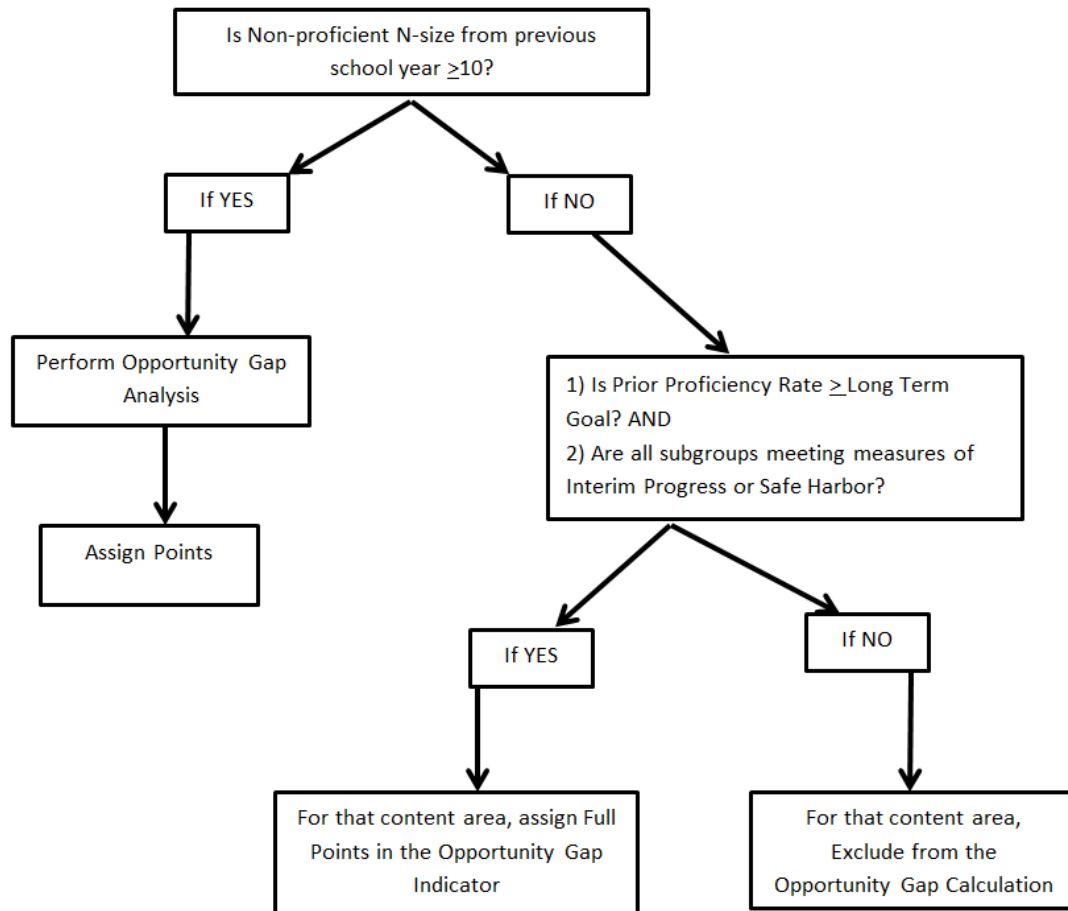 Is Non-proficient N-size from previous
school year ≥10?
If YES
If NO
Perform Opportunity Gap
Analysis
1) Is Prior Proficiency Rate ≥ Long Term
Goal? AND
2) Are all subgroups meeting measures of
Interim Progress or Safe Harbor?
Assign Points
If YES
If NO
For that content area, assign Full
Points in the Opportunity Gap
Indicator
For that content area,
Exclude from the
Opportunity Gap Calculation